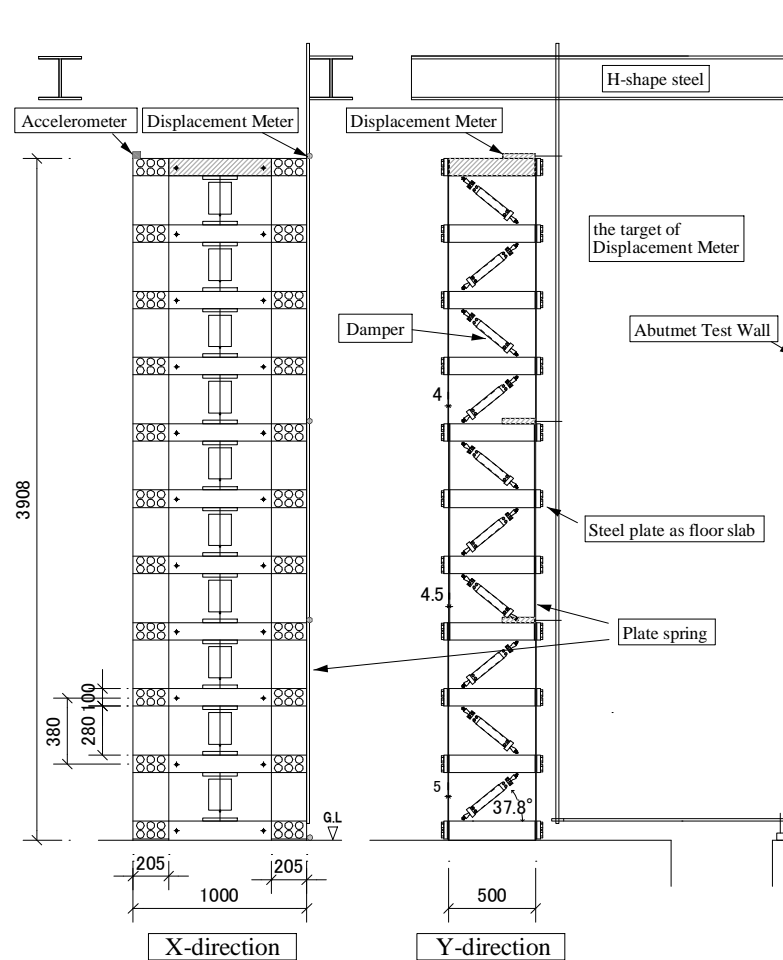 H-shape steel
Accelerometer
Displacement Meter
Displacement Meter
the target of
Displacement Meter
Damper
Abutmet Test Wall
4
3908
Steel plate as floor slab
4.5
Plate spring
100
380
280
5
37.8°
G.L
205
205
1000
500
X-direction
Y-direction